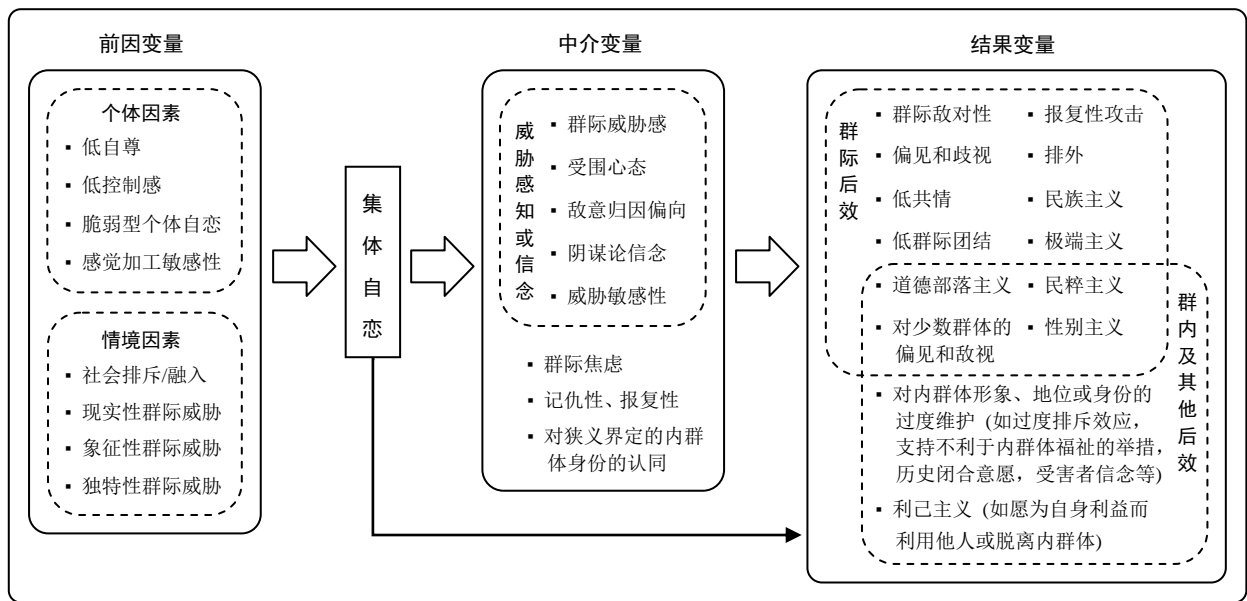 前因变量
个体因素
▪ 低自尊
▪ 低控制感
▪ 脆弱型个体自恋
▪ 感觉加工敏感性
情境因素
▪ 社会排斥/融入
▪ 现实性群际威胁
▪ 象征性群际威胁
▪ 独特性群际威胁
集体自恋
中介变量
威胁感知或信念
▪ 群际威胁感
▪ 受围心态
▪ 敌意归因偏向
▪ 阴谋论信念
▪ 威胁敏感性
▪ 群际焦虑
▪ 记仇性、报复性
▪ 对狭义界定的内群
体身份的认同
结果变量
群际后效
▪ 群际敌对性 ▪ 报复性攻击
▪ 偏见和歧视 ▪ 排外
▪ 低共情 ▪ 民族主义
▪ 低群际团结 ▪ 极端主义
▪ 道德部落主义 ▪ 民粹主义
▪ 对少数群体的 ▪ 性别主义
偏见和敌视
群内及其他后效
▪ 对内群体形象、地位或身份的
过度维护 (如过度排斥效应,
支持不利于内群体福祉的举措,
历史闭合意愿, 受害者信念等)
▪ 利己主义 (如愿为自身利益而
利用他人或脱离内群体)